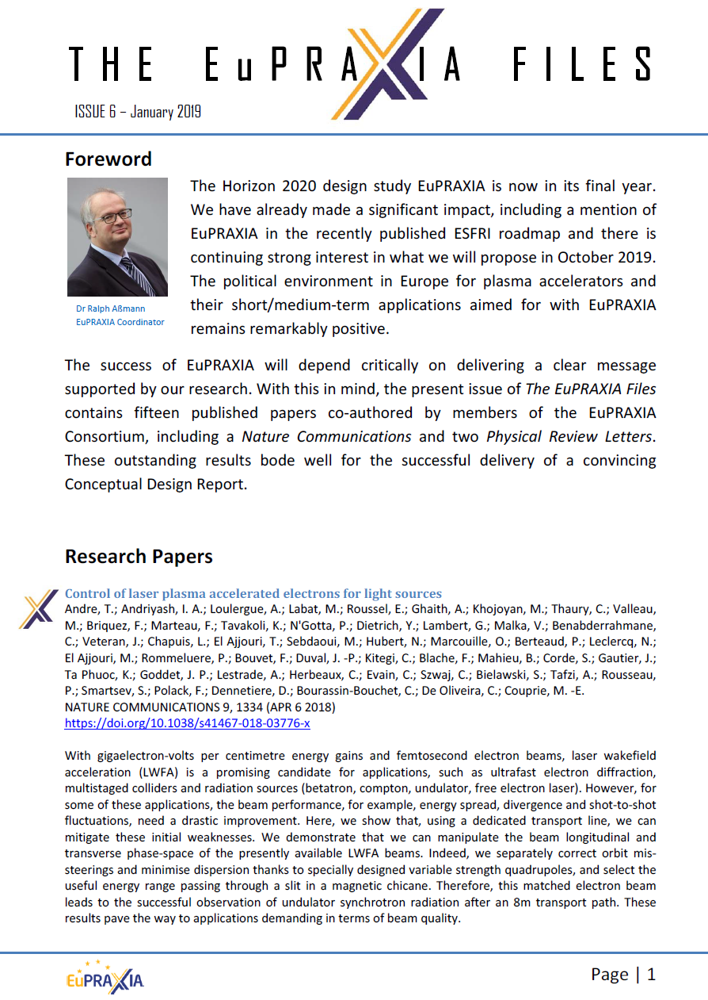 THE EuPRAXIA FILES
ISSUE 6 – January 2019
Foreword
The Horizon 2020 design study EuPRAXIA is now in its final year.
We have already made a significant impact, including a mention of
EuPRAXIA in the recently published ESFRI roadmap and there is
continuing strong interest in what we will propose in October 2019.
The political environment in Europe for plasma accelerators and
their short/medium-term applications aimed for with EuPRAXIA
remains remarkably positive.
Dr Ralph Aßmann
EuPRAXIA Coordinator
The success of EuPRAXIA will depend critically on delivering a clear message
supported by our research. With this in mind, the present issue of The EuPRAXIA Files
contains fifteen published papers co-authored by members of the EuPRAXIA
Consortium, including a Nature Communications and two Physical Review Letters.
These outstanding results bode well for the successful delivery of a convincing
Conceptual Design Report.
Research Papers
Control of laser plasma accelerated electrons for light sources
Andre, T.; Andriyash, I. A.; Loulergue, A.; Labat, M.; Roussel, E.; Ghaith, A.; Khojoyan, M.; Thaury, C.; Valleau,
M.; Briquez, F.; Marteau, F.; Tavakoli, K.; N'Gotta, P.; Dietrich, Y.; Lambert, G.; Malka, V.; Benabderrahmane,
C.; Veteran, J.; Chapuis, L.; El Ajjouri, T.; Sebdaoui, M.; Hubert, N.; Marcouille, O.; Berteaud, P.; Leclercq, N.;
El Ajjouri, M.; Rommeluere, P.; Bouvet, F.; Duval, J. -P.; Kitegi, C.; Blache, F.; Mahieu, B.; Corde, S.; Gautier, J.;
Ta Phuoc, K.; Goddet, J. P.; Lestrade, A.; Herbeaux, C.; Evain, C.; Szwaj, C.; Bielawski, S.; Tafzi, A.; Rousseau,
P.; Smartsev, S.; Polack, F.; Dennetiere, D.; Bourassin-Bouchet, C.; De Oliveira, C.; Couprie, M. -E.
NATURE COMMUNICATIONS 9, 1334 (APR 6 2018)
https://doi.org/10.1038/s41467-018-03776-x
With gigaelectron-volts per centimetre energy gains and femtosecond electron beams, laser wakefield
acceleration (LWFA) is a promising candidate for applications, such as ultrafast electron diffraction,
multistaged colliders and radiation sources (betatron, compton, undulator, free electron laser). However, for
some of these applications, the beam performance, for example, energy spread, divergence and shot-to-shot
fluctuations, need a drastic improvement. Here, we show that, using a dedicated transport line, we can
mitigate these initial weaknesses. We demonstrate that we can manipulate the beam longitudinal and
transverse phase-space of the presently available LWFA beams. Indeed, we separately correct orbit mis-
steerings and minimise dispersion thanks to specially designed variable strength quadrupoles, and select the
useful energy range passing through a slit in a magnetic chicane. Therefore, this matched electron beam
leads to the successful observation of undulator synchrotron radiation after an 8m transport path. These
results pave the way to applications demanding in terms of beam quality.
EuPRAXIA
Page | 1